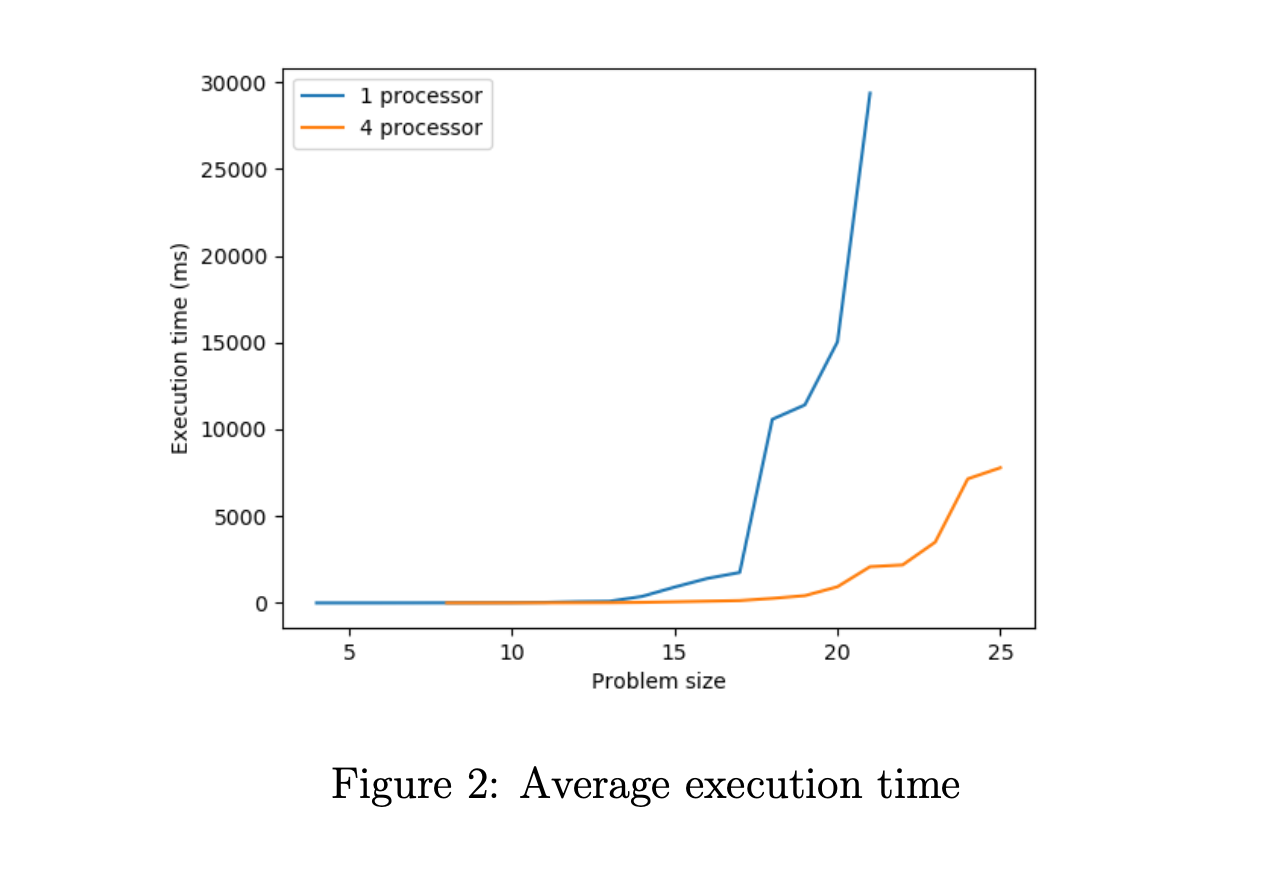 30000
1 processor
4 processor
25000
20000
15000
10000
5000
0
Execution time (ms)
5 10 15 20 25
Problem size
Figure 2: Average execution time